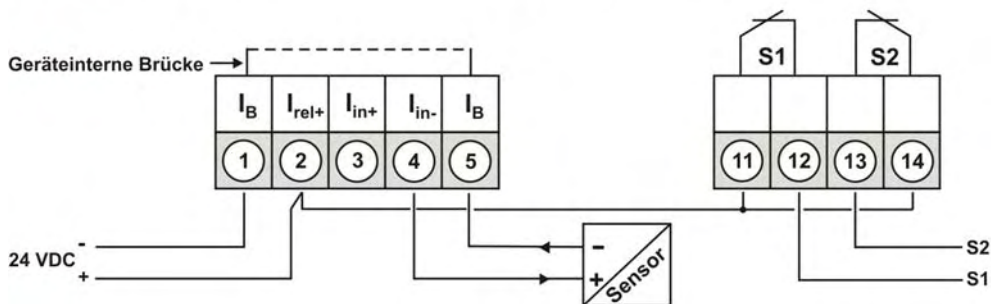 S1 S2
Geräteinterne Brücke
I_B I_rel+ I_in+ I_in- I_B
1 2 3 4 5 11 12 13 14
-
24 VDC
+
-
+ Sensor
S2
S1